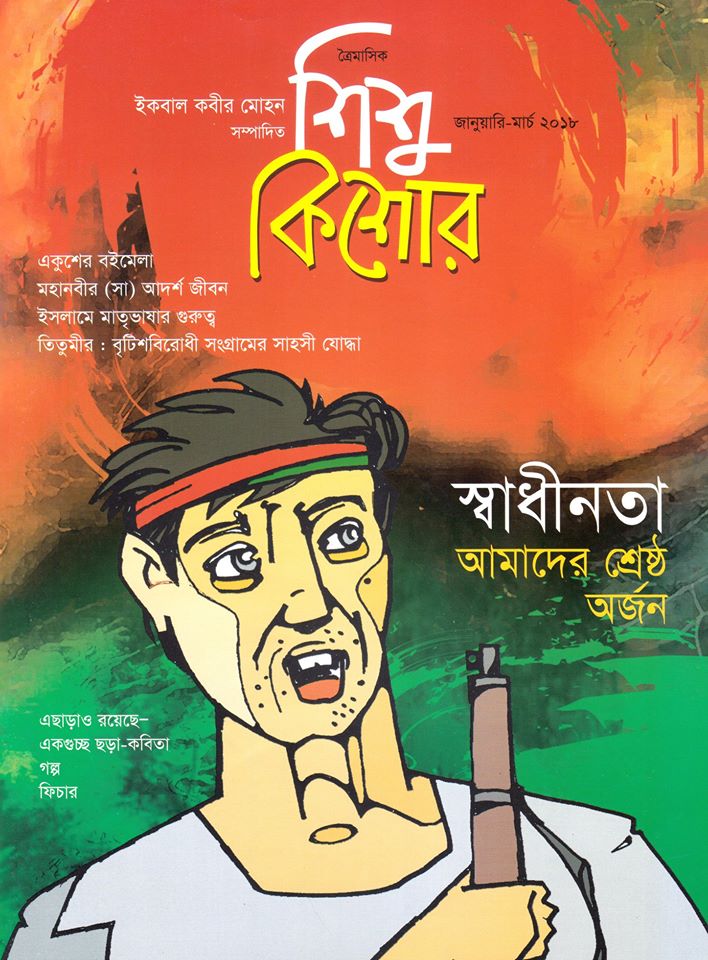 ত্রৈমাসিক
ইকবাল কবীর মোহন
সম্পাদিত
শিশু
কিশোর
জানুয়ারি-মার্চ ২০১৮
একুশের বইমেলা
মহানবীর (সা) আদর্শ জীবন
ইসলামে মাতৃভাষার গুরুত্ব
তিতুমীর : বৃটিশবিরোধী সংগ্রামের সাহসী যোদ্ধা
স্বাধীনতা
আমাদের শ্রেষ্ঠ
অর্জন
এছাড়াও রয়েছে–
একগুচ্ছ ছড়া-কবিতা
গল্প
ফিচার